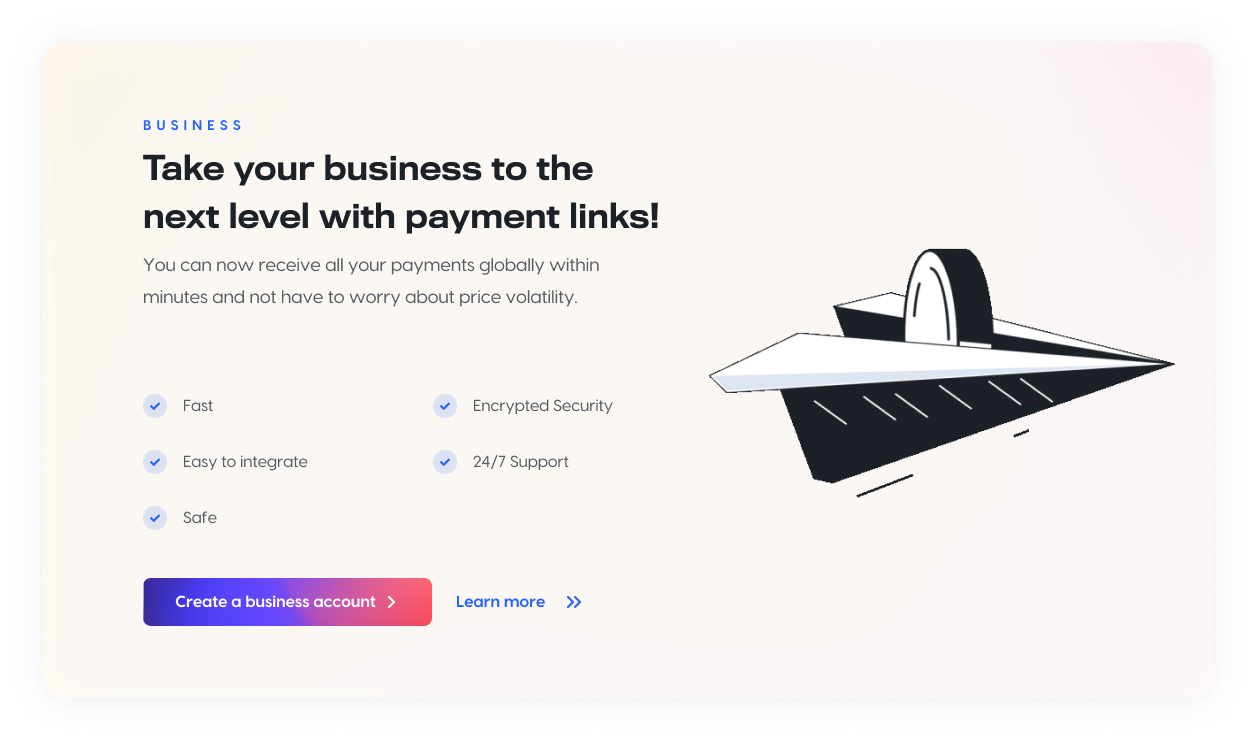 BUSINESS
Take your business to the
next level with payment links!
You can now receive all your payments globally within
minutes and not have to worry about price volatility.
Fast
Encrypted Security
Easy to integrate
24/7 Support
Safe
Create a business account
Learn more